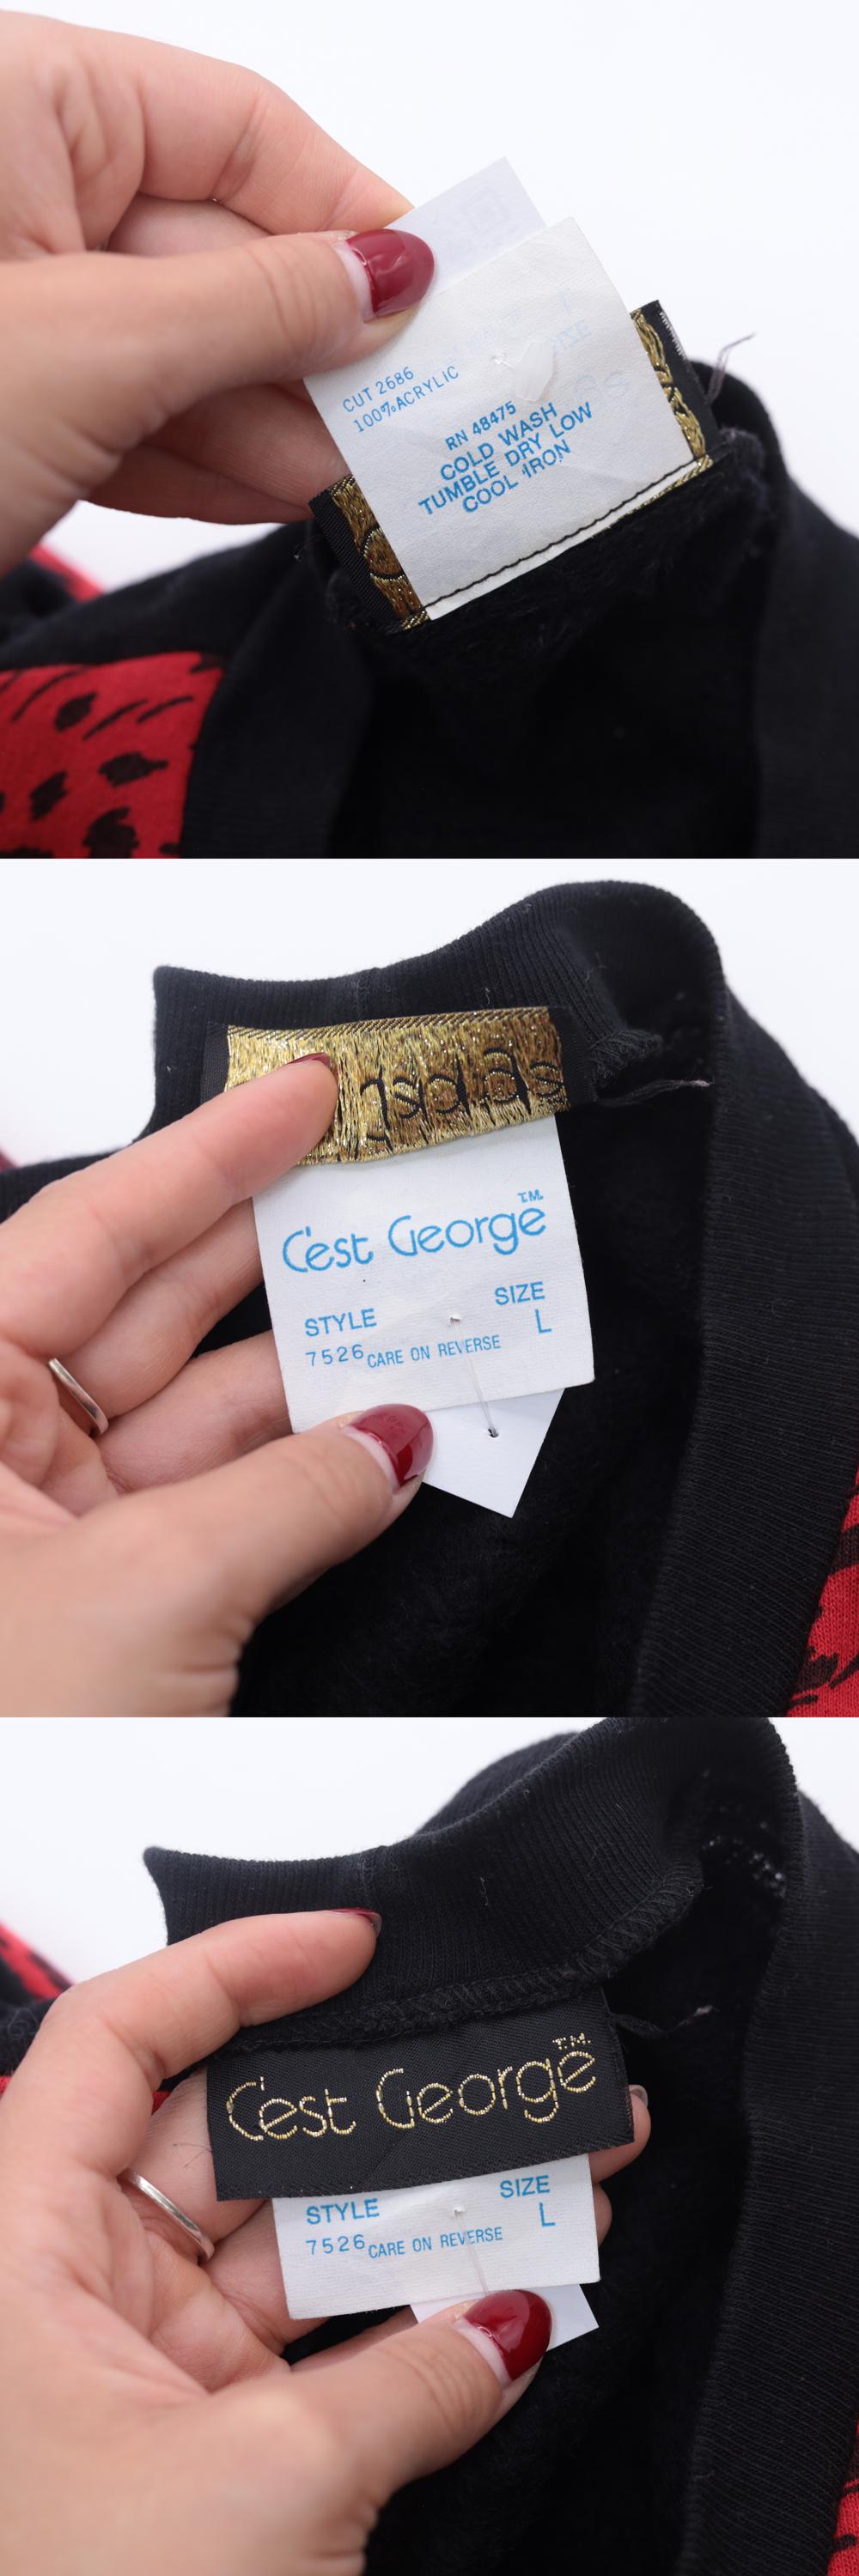 CUT 2686
100% ACRYLIC
RN 48475
COLD WASH
TUMBLE DRY LOW
COOL IRON
C'est George T.M.
STYLE SIZE
7526 CARE ON REVERSE L
C'est George T.M.
STYLE SIZE
7526 CARE ON REVERSE L